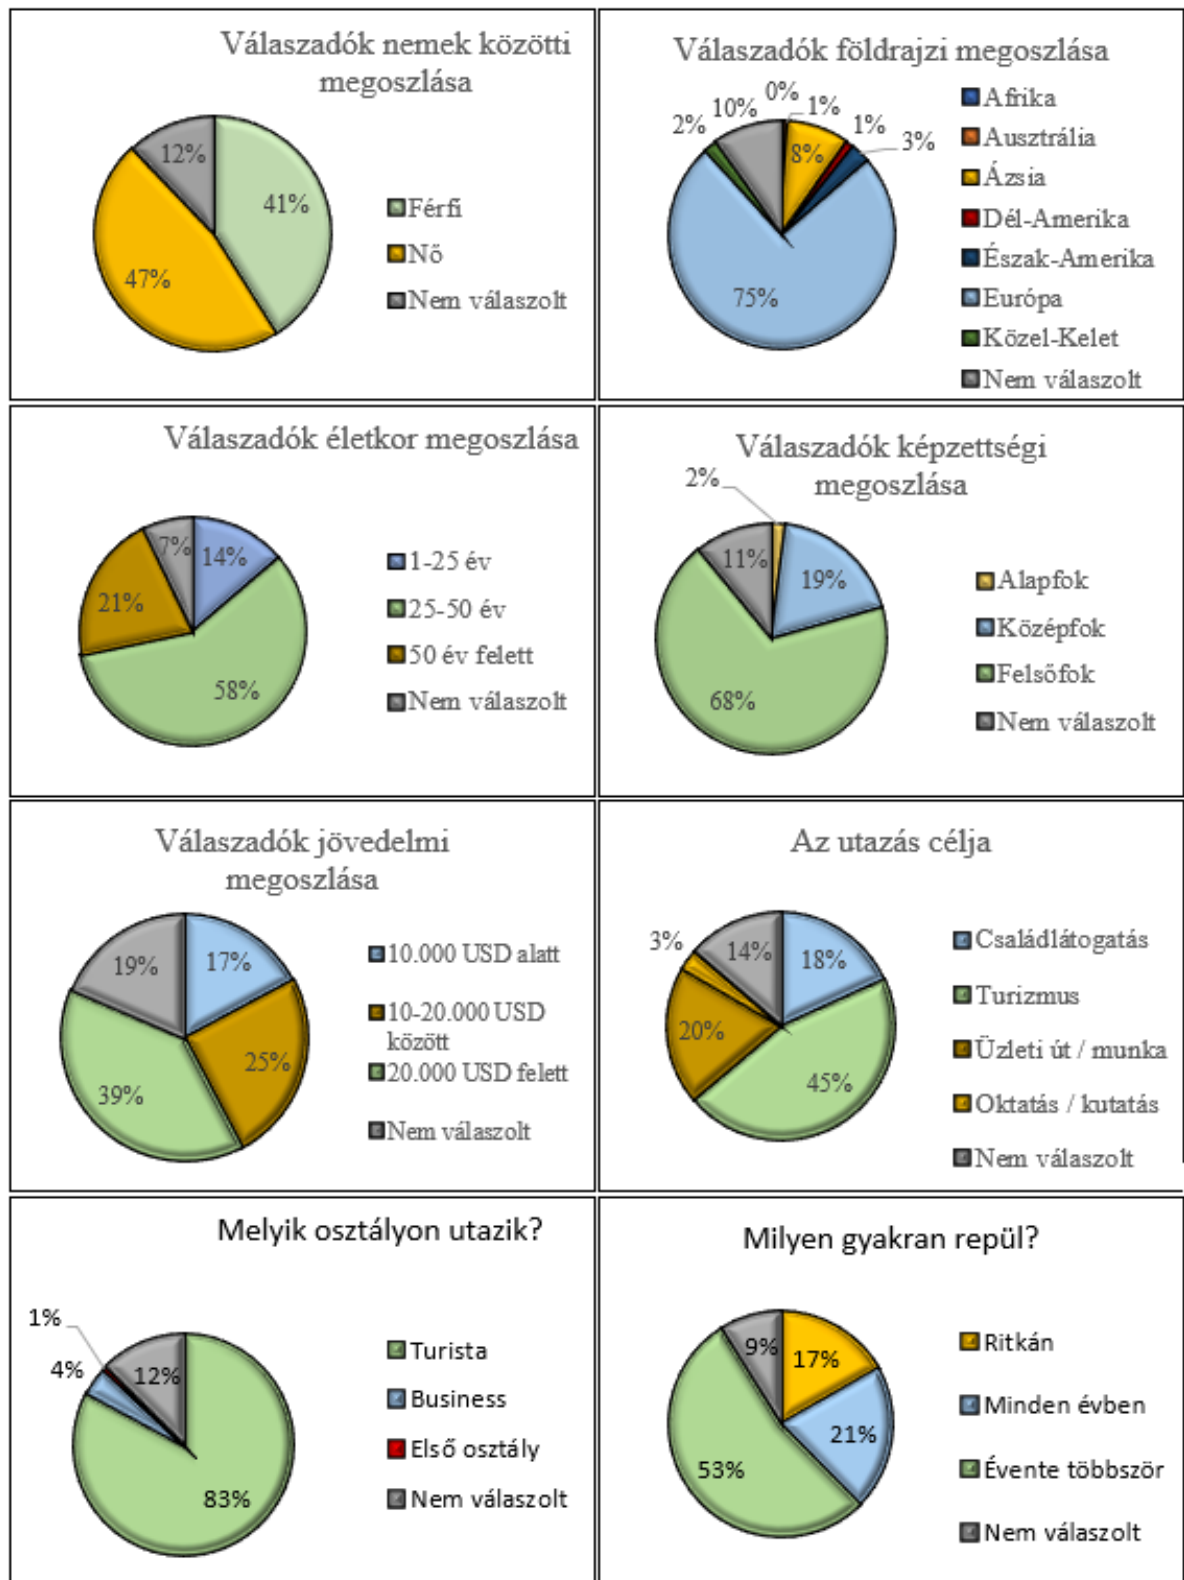 Válaszadók nemek közötti
megoszlása
12%
41%
47%
Férfi
Nő
Nem válaszolt
Válaszadók földrajzi megoszlása
0%
10%
1%
2%
1%
3%
8%
75%
Afrika
Ausztrália
Ázsia
Dél-Amerika
Észak-Amerika
Európa
Közel-Kelet
Nem válaszolt
Válaszadók életkor megoszlása
7%
14%
21%
58%
1-25 év
25-50 év
50 év felett
Nem válaszolt
Válaszadók képzettségi
megoszlása
2%
11%
19%
68%
Alapfok
Középfok
Felsőfok
Nem válaszolt
Válaszadók jövedelmi
megoszlása
19%
17%
25%
39%
10.000 USD alatt
10-20.000 USD
között
20.000 USD felett
Nem válaszolt
Az utazás célja
3%
14%
18%
20%
45%
Családlátogatás
Turizmus
Üzleti út / munka
Oktatás / kutatás
Nem válaszolt
Melyik osztályon utazik?
1%
4%
12%
83%
Turista
Business
Első osztály
Nem válaszolt
Milyen gyakran repül?
9%
17%
21%
53%
Ritkán
Minden évben
Évente többször
Nem válaszolt